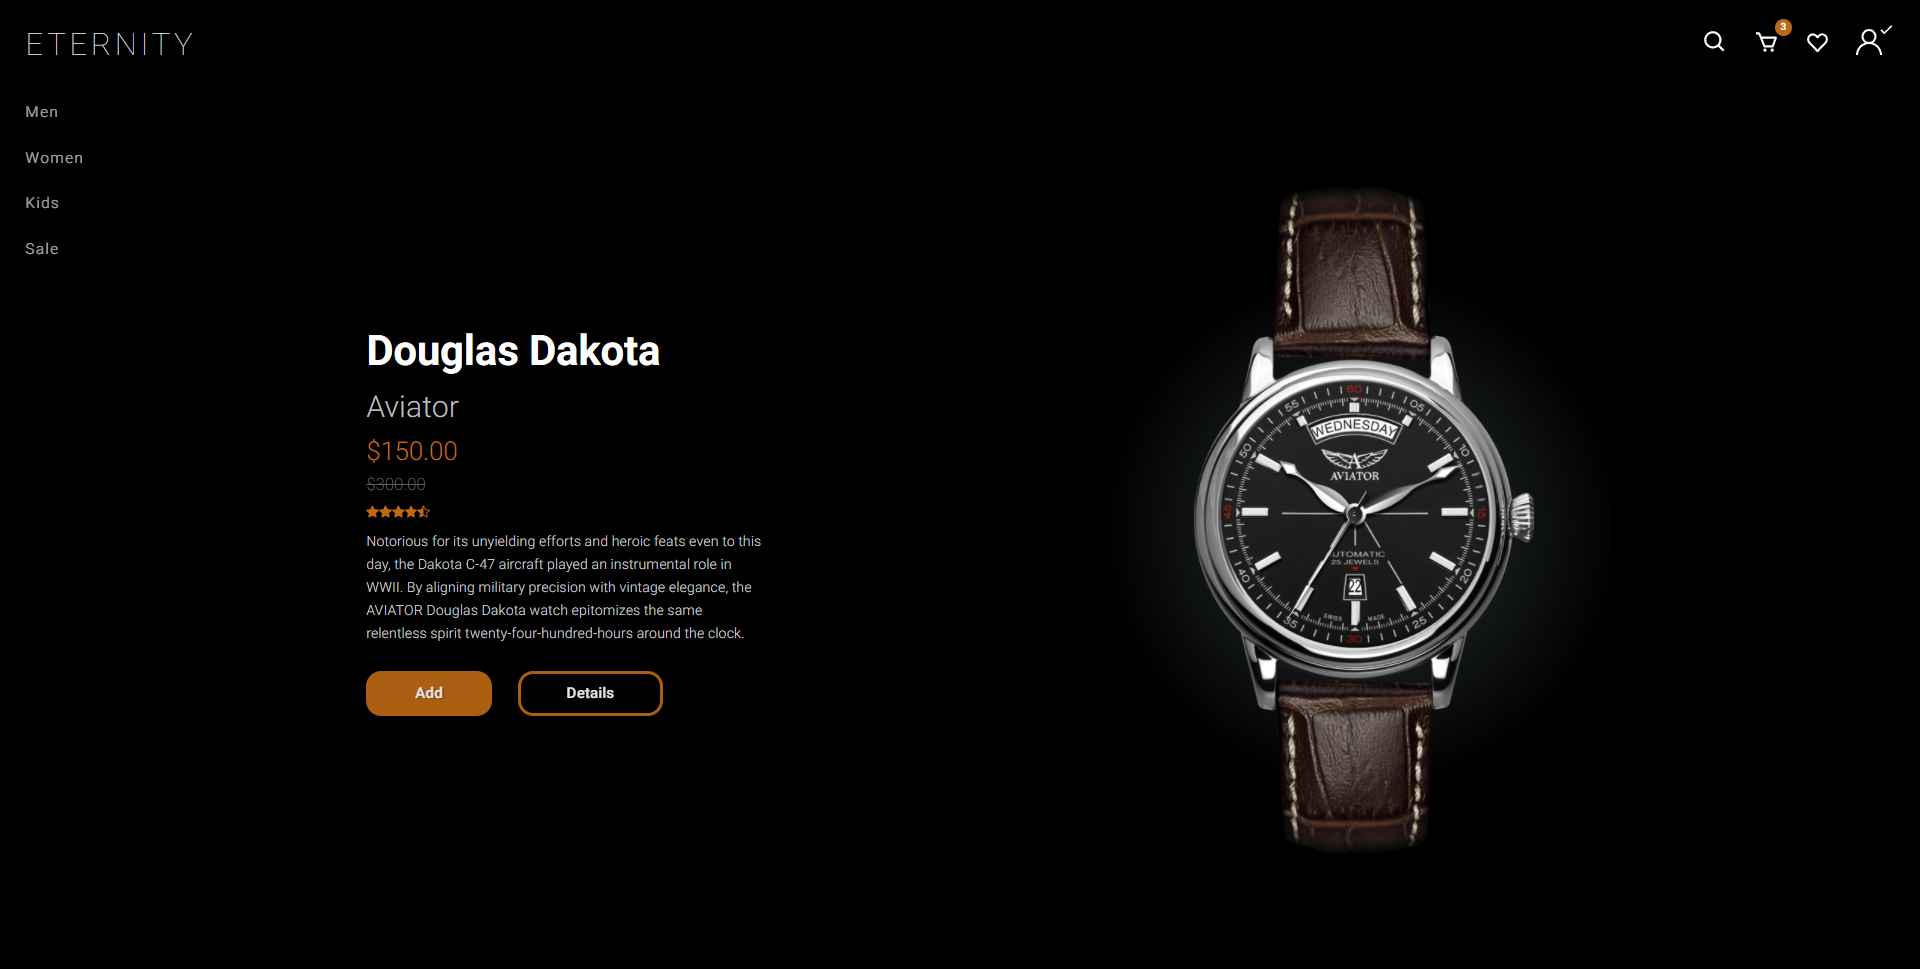 ETERNITY
3
Men
Women
Kids
Sale
Douglas Dakota
Aviator
$150.00
$300.00
Notorious for its unyielding efforts and heroic feats even to this
day, the Dakota C-47 aircraft played an instrumental role in
WWII. By aligning military precision with vintage elegance, the
AVIATOR Douglas Dakota watch epitomizes the same
relentless spirit twenty-four-hundred-hours around the clock.
Add
Details
60
05
10
15
20
25
30
35
40
45
50
55
WEDNESDAY
AVIATOR
UTOMATIC
25 JEWELS
22
SWISS MADE